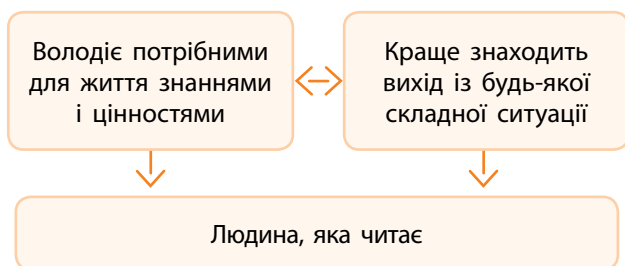 Володіє потрібними
для життя знаннями
і цінностями
Краще знаходить
вихід із будь-якої
складної ситуації
Людина, яка читає